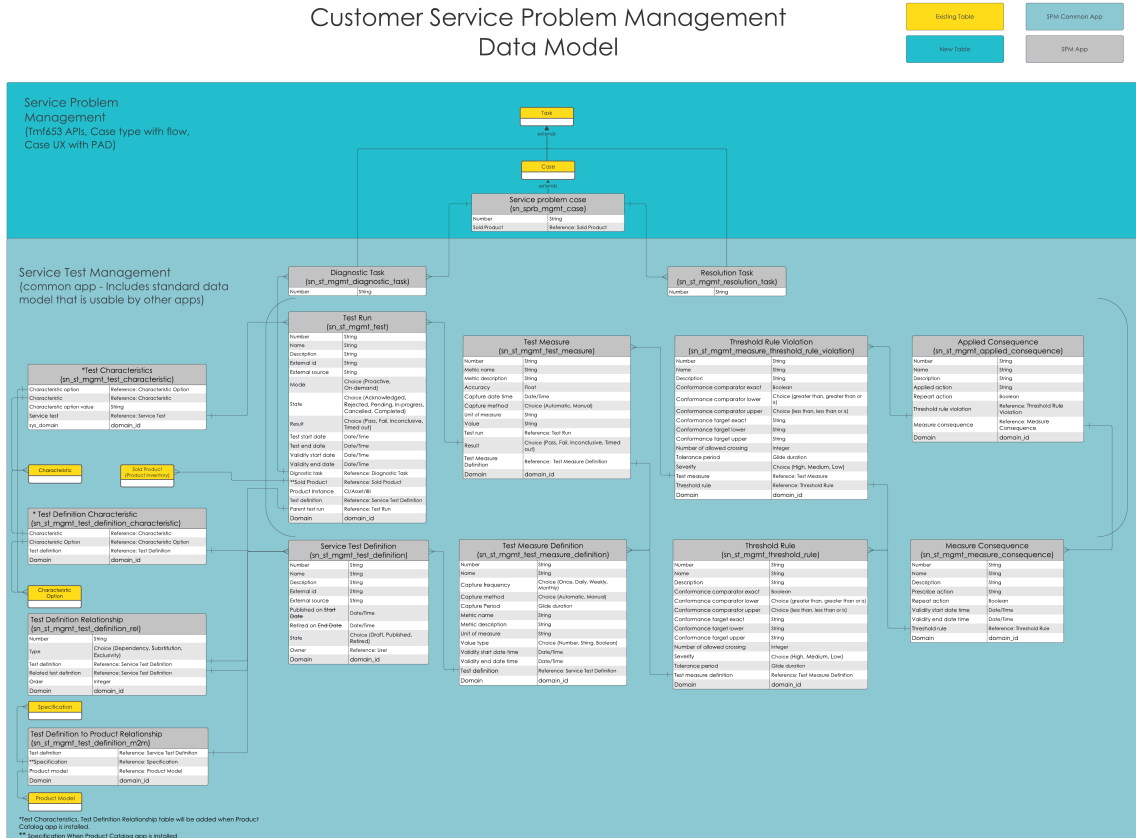 Customer Service Problem Management
Data Model
Existing Table
SPM Common App
New Table
SPM App
Service Problem
Management
(Tmf653 APIs, Case type with flow,
Case UX with PAD)
Task
extends
Case
extends
Service problem case
(sn_sprb_mgmt_case)
Number String
Sold Product Reference: Sold Product
Service Test Management
(common app - Includes standard data
model that is usable by other apps)
Diagnostic Task
(sn_st_mgmt_diagnostic_task)
Number String
Resolution Task
(sn_st_mgmt_resolution_task)
Number String
Test Run
(sn_st_mgmt_test)
Number String
Name String
Description String
External id String
External source String
Mode Choice (Proactive,
On-demand)
State Choice (Acknowledged,
Rejected, Pending, In-progress,
Cancelled, Completed)
Result Choice (Pass, Fail, Inconclusive,
Timed out)
Test start date Date/Time
Test end date Date/Time
Validity start date Date/Time
Validity end date Date/Time
Dignostic task Reference: Diagnostic Task
**Sold Product Reference: Sold Product
Product Instance CI/Asset/IBI
Test definition Reference: Service Test Definition
Parent test-run Reference: Test Run
Domain domain_id
Test Measure
(sn_st_mgmt_test_measure)
Number String
Metric name String
Metric description String
Accuracy Float
Capture date time Date/Time
Capture method Choice (Automatic, Manual)
Unit of measure String
Value String
Test run Reference: Test Run
Result Choice (Pass, Fail, Inconclusive, Timed
out)
Test Measure
Definition Reference: Test Measure Definition
Domain domain_id
Threshold Rule Violation
(sn_st_mgmt_measure_threshold_rule_violation)
Number String
Name String
Description String
Conformance comparator exact Boolean
Conformance comparator lower Choice (greater than, greater than or
is)
Conformance comparator upper Choice (less than, less than or is)
Conformance target exact String
Conformance target lower String
Conformance target upper String
Number of allowed crossing Integer
Tolerance period Glide duration
Severity Choice (High, Medium, Low)
Test measure Reference: Test Measure
Threshold rule Reference: Threshold Rule
Domain domain_id
Applied Consequence
(sn_st_mgmt_applied_consequence)
Number String
Name String
Description String
Applied action String
Repeart action Boolean
Threshold rule violation Reference: Threshold Rule
Violation
Measure consequence Reference: Measure
Consequence
Domain domain_id
*Test Characteristics
(sn_st_mgmt_test_characteristic)
Characteristic option Reference: Characteristic Option
Characteristic Reference: Characteristic
Characteristic option value String
Service test Reference: Service Test
sys_domain domain_id
Characteristic
Sold Product
(Product Inventory)
* Test Definition Characteristic
(sn_st_mgmt_test_definition_characteristic)
Characteristic Reference: Characteristic
Characteristic Option Reference: Characteristic Option
Test definition Reference: Test Definition
Domain domain_id
Characteristic
Option
Test Definition Relationship
(sn_st_mgmt_test_definition_rel)
Number String
Type Choice (Dependency, Substitution,
Exclusivity)
Test definition Reference: Service Test Definition
Related test definition Reference: Service Test Definition
Order Integer
Domain domain_id
Specification
Test Definition to Product Relationship
(sn_st_mgmt_test_definition_m2m)
Test definition Reference: Service Test Definition
**Specification Reference: Specification
Product model Reference: Product Model
Domain domain_id
Product Model
Service Test Definition
(sn_st_mgmt_test_definition)
Number String
Name String
Description String
External id String
External source String
Published on Start
Date Date/Time
Retired on End Date Date/Time
State Choice (Draft, Published,
Retired)
Owner Reference: User
Domain domain_id
Test Measure Definition
(sn_st_mgmt_test_measure_definition)
Number String
Name String
Capture frequency Choice (Once, Daily, Weekly,
Monthly)
Capture method Choice (Automatic, Manual)
Capture Period Glide duration
Metric name String
Metric description String
Unit of measure String
Value type Choice (Number, String, Boolean)
Validity start date time Date/Time
Validity end date time Date/Time
Test definition Reference: Service Test Definition
Domain domain_id
Threshold Rule
(sn_st_mgmt_threshold_rule)
Number String
Name String
Description String
Conformance comparator exact Boolean
Conformance comparator lower Choice (greater than, greater than or is)
Conformance comparator upper Choice (less than, less than or is)
Conformance target exact String
Conformance target lower String
Conformance target upper String
Number of allowed crossing Integer
Severity Choice (High, Medium, Low)
Tolerance period Glide duration
Test measure definition Reference: Test Measure Definition
Domain domain_id
Measure Consequence
(sn_st_mgmt_measure_consequence)
Number String
Name String
Description String
Prescribe action String
Repeat action Boolean
Validity start date time Date/Time
Validity end date time Date/Time
Threshold rule Reference: Threshold Rule
Domain domain_id
*Test Characteristics, Test Definition Relationship table will be added when Product
Catalog app is installed.
** Specification When Product Catalog app is installed